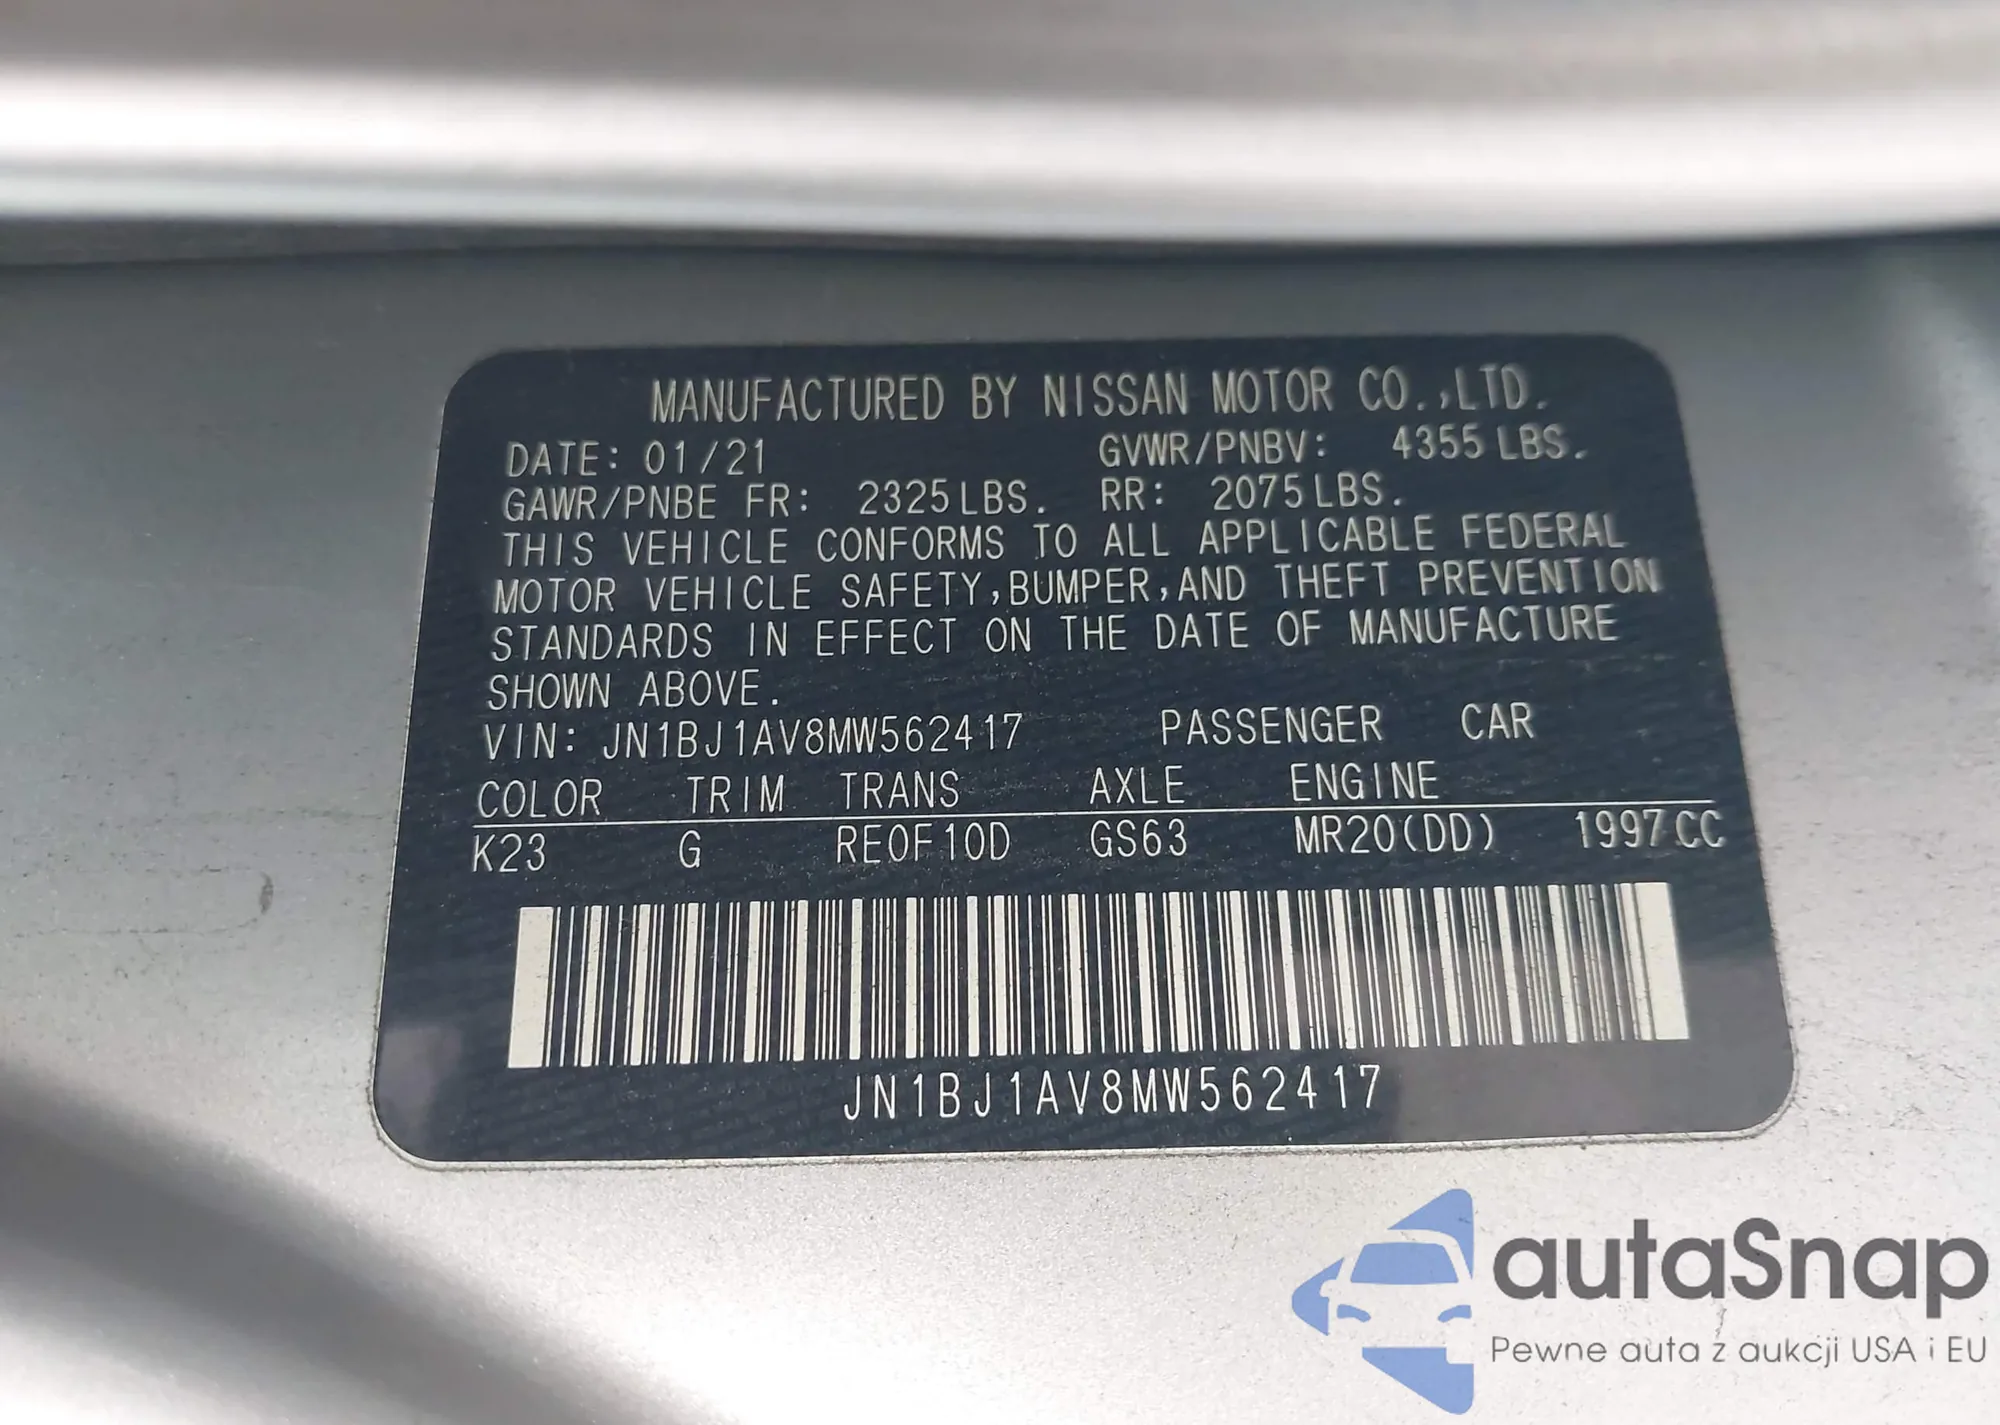 MANUFACTURED BY NISSAN MOTOR CO.,LTD.
DATE: 01/21 GVWR/PNBV: 4355 LBS.
GAWR/PNBE FR: 2325 LBS. RR: 2075 LBS.
THIS VEHICLE CONFORMS TO ALL APPLICABLE FEDERAL
MOTOR VEHICLE SAFETY,BUMPER,AND THEFT PREVENTION
STANDARDS IN EFFECT ON THE DATE OF MANUFACTURE
SHOWN ABOVE.
VIN: JN1BJ1AV8MW562417 PASSENGER CAR
COLOR TRIM TRANS AXLE ENGINE
K23 G RE0F10D GS63 MR20(DD) 1997 CC
JN1BJ1AV8MW562417
autaSnap
Pewne auta z aukcji USA i EU